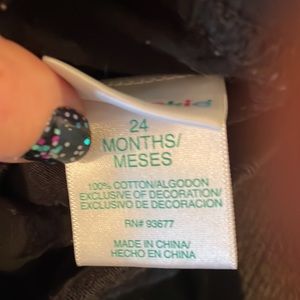 24
MONTHS/
MESES
100% COTTON/ALGODON
EXCLUSIVE OF DECORATION/
EXCLUSIVO DE DECORACION
RN# 93677
MADE IN CHINA/
HECHO EN CHINA